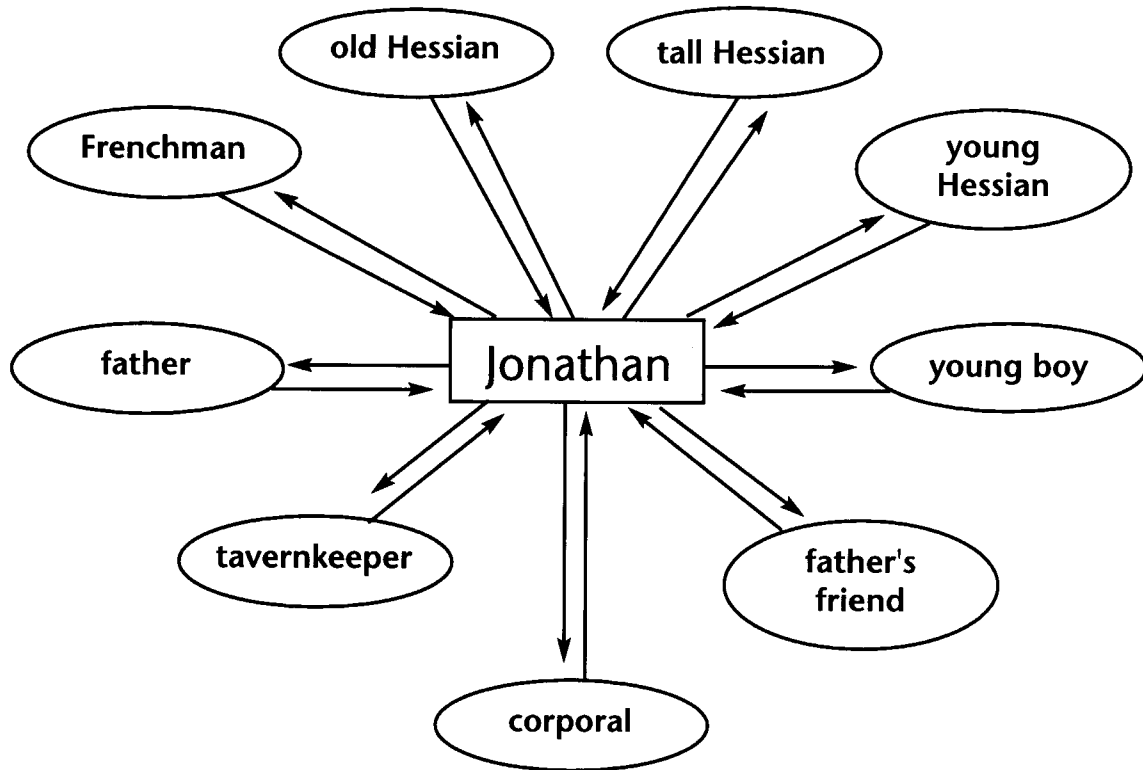 old Hessian
tall Hessian
Frenchman
young
Hessian
father
Jonathan
young boy
tavernkeeper
father's
friend
corporal